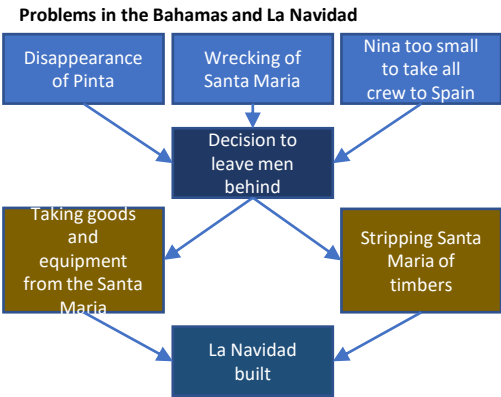 Problems in the Bahamas and La Navidad
Disappearance
of Pinta
Wrecking of
Santa Maria
Nina too small
to take all
crew to Spain
Decision to
leave men
behind
Taking goods
and
equipment
from the Santa
Maria
Stripping Santa
Maria of
timbers
La Navidad
built